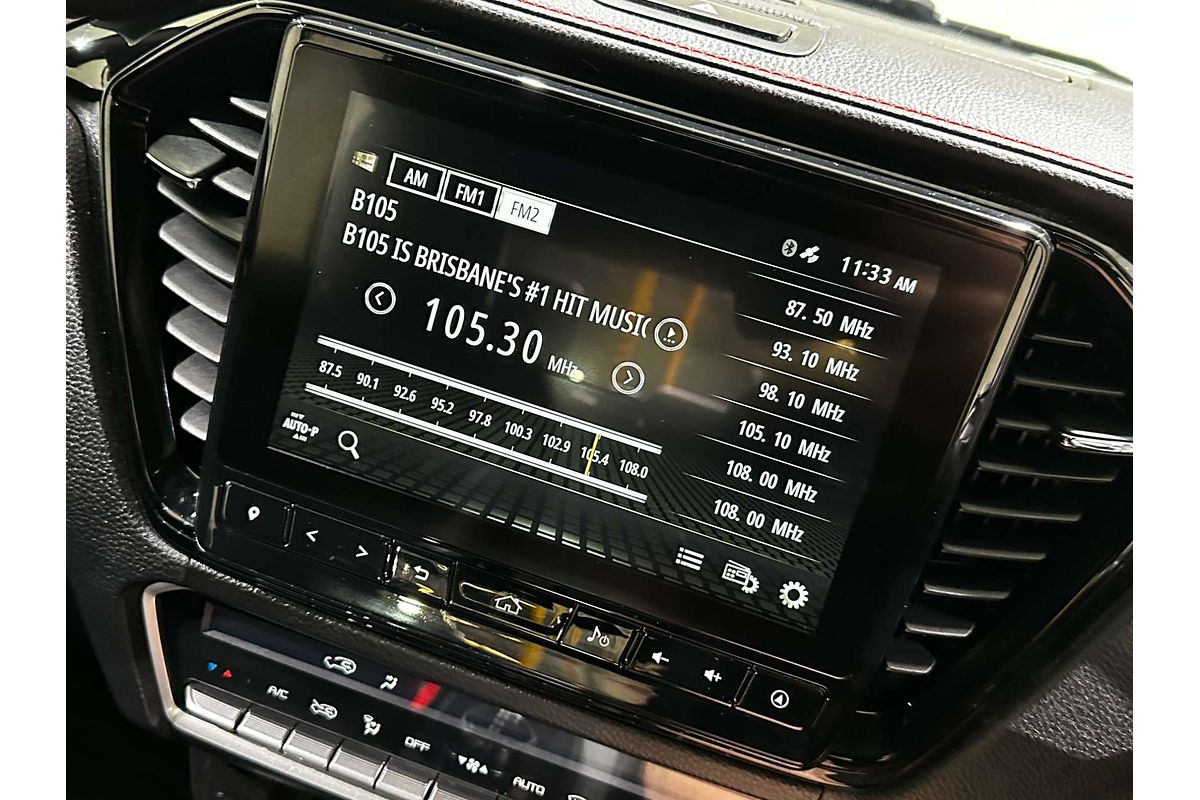 AM FM1 FM2
11:33 AM
B105
B105 IS BRISBANE'S #1 HIT MUSIC
105.30 MHz
87.5 90.1 92.6 95.2 97.8 100.3 102.9 105.4 108.0
AUTO-P
87. 50 MHz
93. 10 MHz
98. 10 MHz
105. 10 MHz
108. 00 MHz
108. 00 MHz
A/C
OFF
AUTO